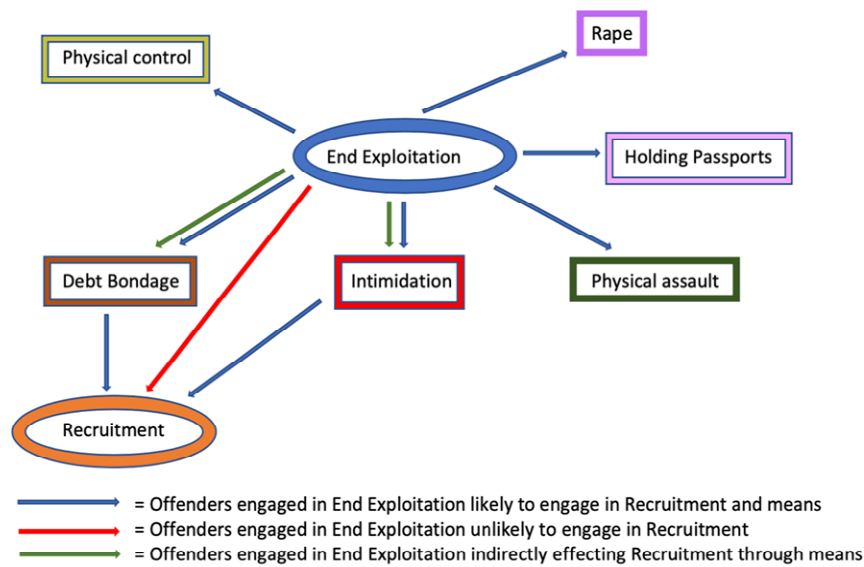 Rape
Physical control
End Exploitation
Holding Passports
Debt Bondage
Intimidation
Physical assault
Recruitment
= Offenders engaged in End Exploitation likely to engage in Recruitment and means
= Offenders engaged in End Exploitation unlikely to engage in Recruitment
= Offenders engaged in End Exploitation indirectly effecting Recruitment through means